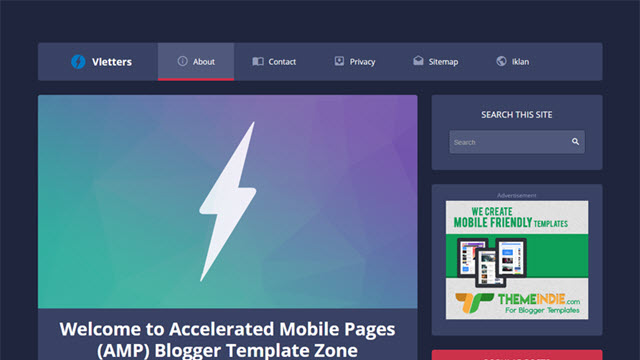 Vletters
About
Contact
Privacy
Sitemap
Iklan
SEARCH THIS SITE
Search
Advertisement
WE CREATE
MOBILE FRIENDLY TEMPLATES
THEMEINDIE.com
For Blogger Templates
Welcome to Accelerated Mobile Pages
(AMP) Blogger Template Zone